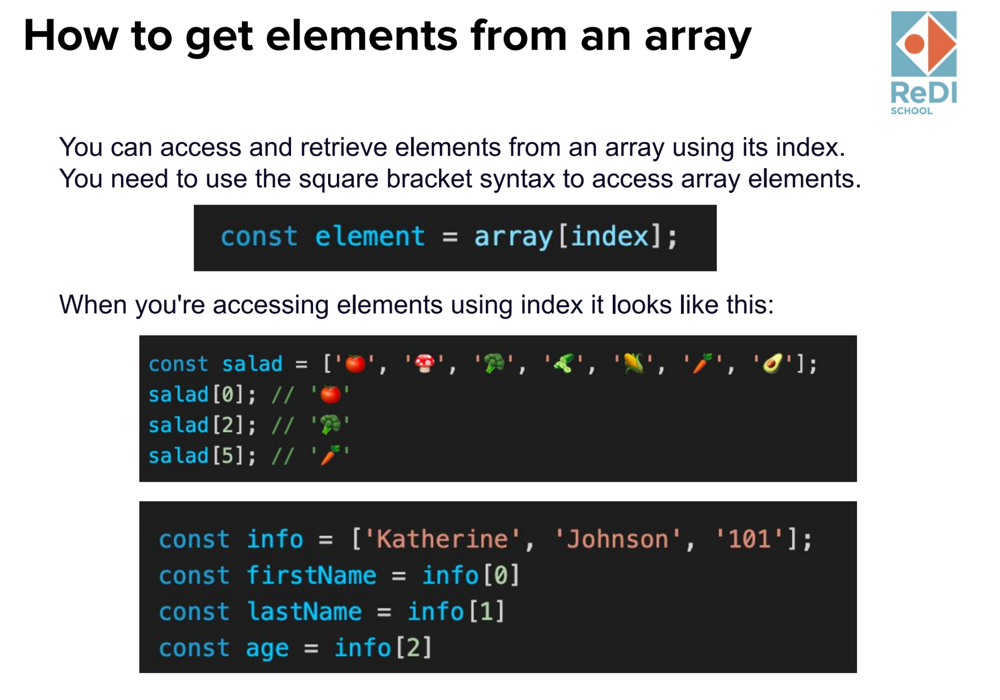 How to get elements from an array
ReDI
SCHOOL
You can access and retrieve elements from an array using its index.
You need to use the square bracket syntax to access array elements.
const element = array[index];
When you're accessing elements using index it looks like this:
const salad = ['🍅', '🍄', '🥦', '🥒', '🌽', '🥕', '🥑'];
salad[0]; // '🍅'
salad[2]; // '🥦'
salad[5]; // '🥕'
const info = ['Katherine', 'Johnson', '101'];
const firstName = info[0]
const lastName = info[1]
const age = info[2]